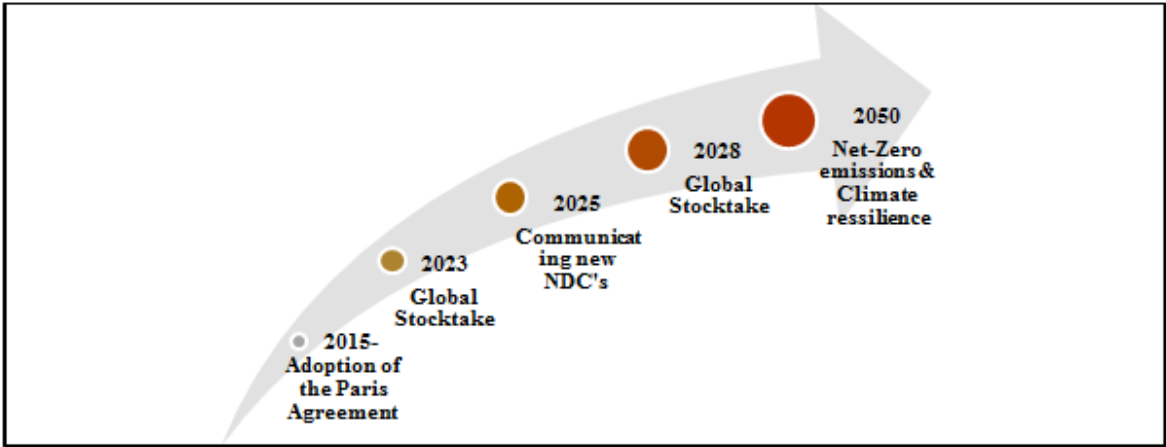 2015-
Adoption of
the Paris
Agreement
2023
Global
Stocktake
2025
Communicat
ing new
NDC's
2028
Global
Stocktake
2050
Net-Zero
emissions &
Climate
ressilience